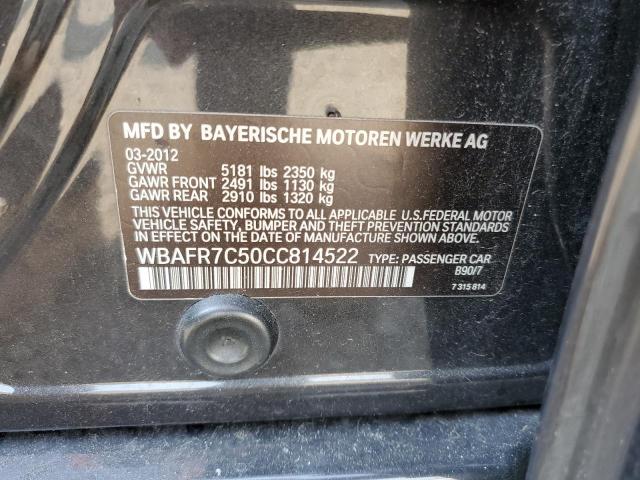 MFD BY BAYERISCHE MOTOREN WERKE AG
03-2012
GVWR 5181 lbs 2350 kg
GAWR FRONT 2491 lbs 1130 kg
GAWR REAR 2910 lbs 1320 kg
THIS VEHICLE CONFORMS TO ALL APPLICABLE U.S. FEDERAL MOTOR
VEHICLE SAFETY, BUMPER AND THEFT PREVENTION STANDARDS
IN EFFECT ON THE DATE OF MANUFACTURE SHOWN ABOVE.
WBAFR7C50CC814522 TYPE: PASSENGER CAR
B90/7
7 315 814